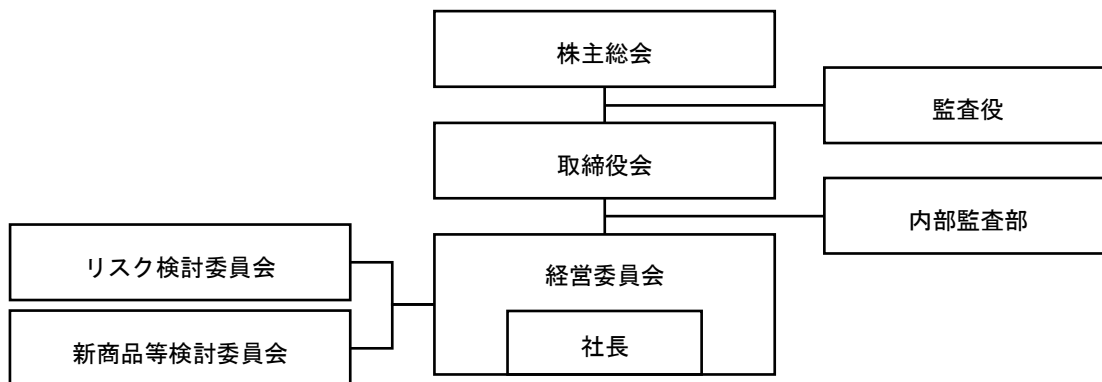 株主総会
監査役
取締役会
内部監査部
リスク検討委員会
経営委員会
新商品等検討委員会
社長